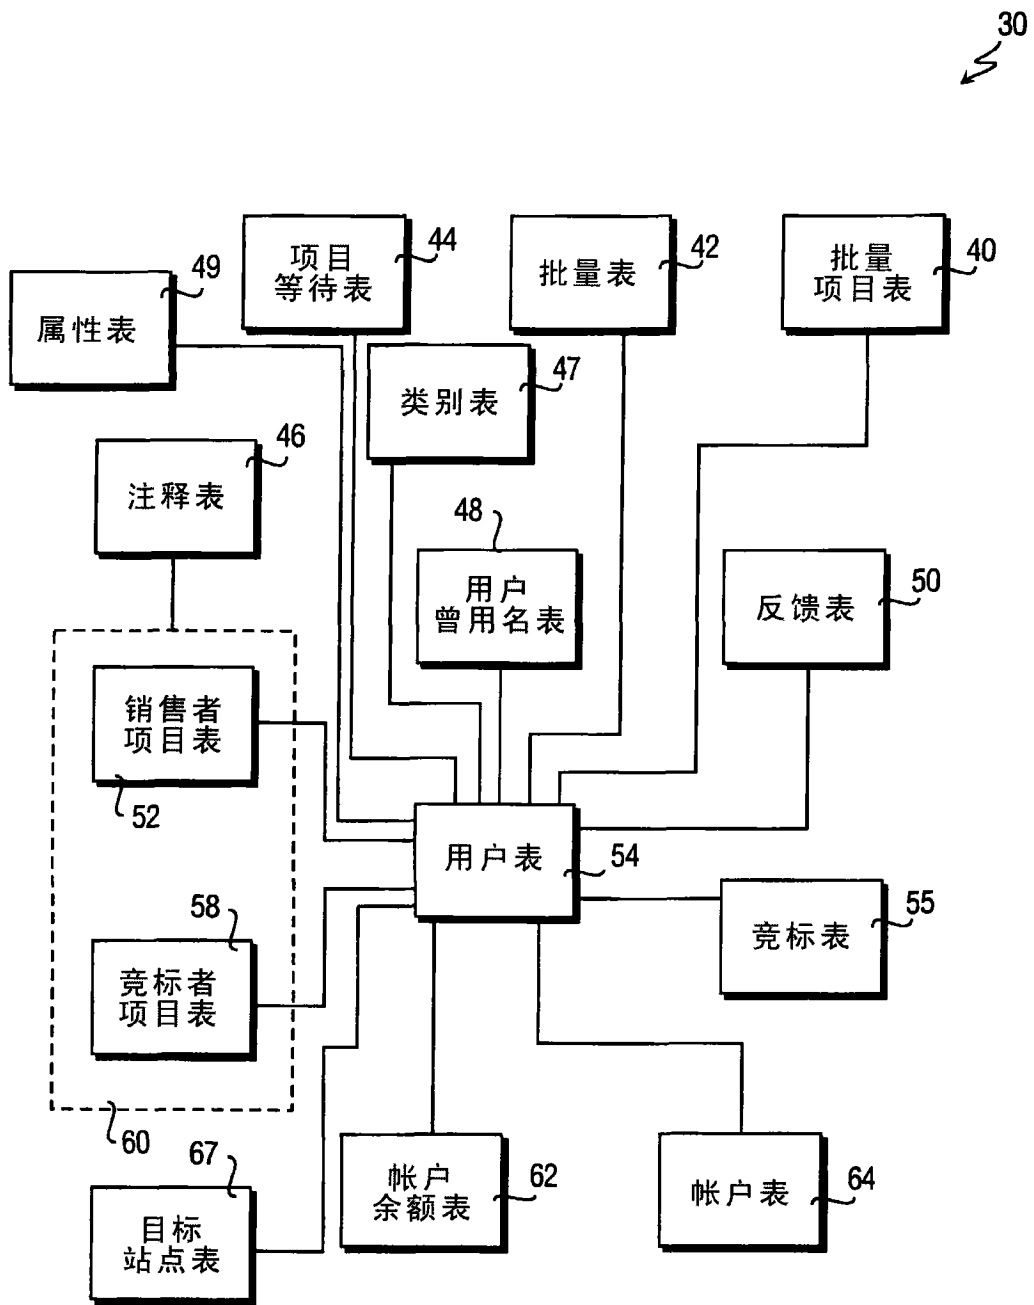 30
项目
等待表
44
批量表
42
批量
项目表
40
属性表
49
类别表
47
注释表
46
48
用户
曾用名表
反馈表
50
销售者
项目表
52
用户表
54
竞标表
55
58
竞标者
项目表
60
67
目标
站点表
帐户
余额表
62
帐户表
64